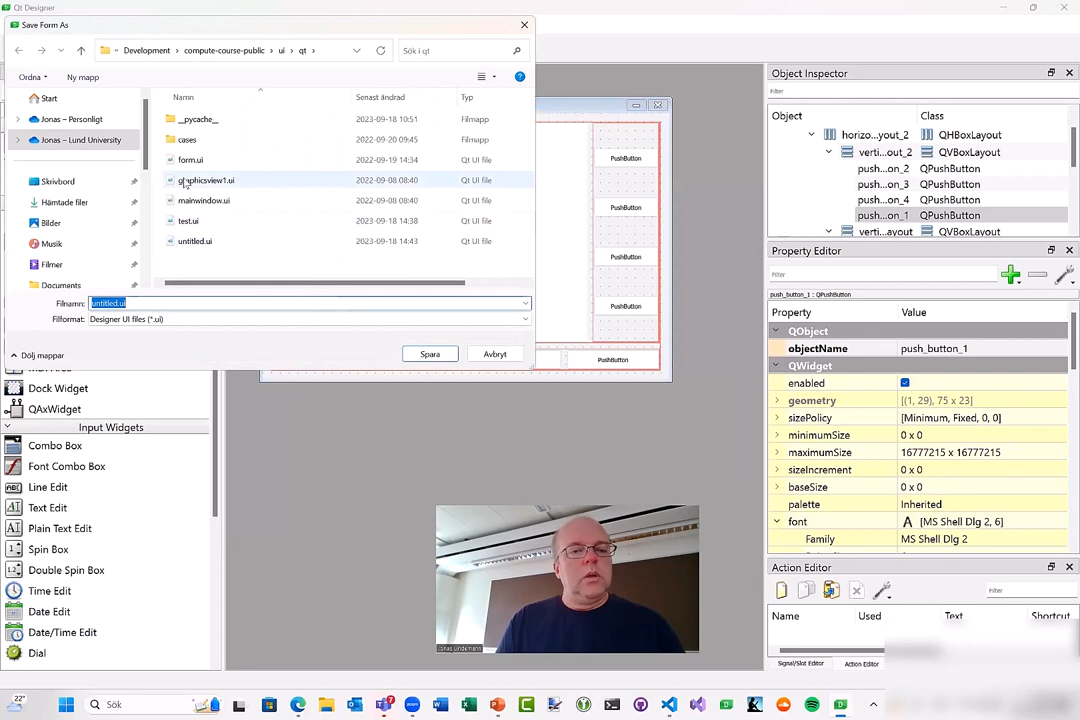 Qt Designer
Save Form As
« Development › compute-course-public › ui › qt ›
Sök i qt
Ordna
Ny mapp
Start
Jonas – Personligt
Jonas – Lund University
Skrivbord
Hämtade filer
Bilder
Musik
Filmer
Documents
Namn Senast ändrad Typ
__pycache__ 2023-09-18 10:51 Filmapp
cases 2022-09-20 09:45 Filmapp
form.ui 2022-09-19 14:34 Qt UI file
graphicsview1.ui 2022-09-08 08:40 Qt UI file
mainwindow.ui 2022-09-08 08:40 Qt UI file
test.ui 2023-09-18 14:38 Qt UI file
untitled.ui 2023-09-18 14:43 Qt UI file
Filnamn: untitled.ui
Filformat: Designer UI files (*.ui)
Dölj mappar
Spara
Avbryt
PushButton
PushButton
PushButton
PushButton
PushButton
Dock Widget
QAxWidget
Input Widgets
Combo Box
Font Combo Box
Line Edit
Text Edit
Plain Text Edit
Spin Box
Double Spin Box
Time Edit
Date Edit
Date/Time Edit
Dial
Jonas Lindemann
Object Inspector
Filter
Object Class
horizo...yout_2 QHBoxLayout
verti...out_2 QVBoxLayout
push...on_2 QPushButton
push...on_3 QPushButton
push...on_4 QPushButton
push...on_1 QPushButton
verti...ayout QVBoxLayout
Property Editor
Filter
push_button_1 : QPushButton
Property Value
QObject
objectName push_button_1
QWidget
enabled
geometry [(1, 29), 75 x 23]
sizePolicy [Minimum, Fixed, 0, 0]
minimumSize 0 x 0
maximumSize 16777215 x 16777215
sizeIncrement 0 x 0
baseSize 0 x 0
palette Inherited
font A [MS Shell Dlg 2, 6]
Family MS Shell Dlg 2
Action Editor
Filter
Name Used Text Shortcut
Signal/Slot Editor Action Editor
22°
Sök
7